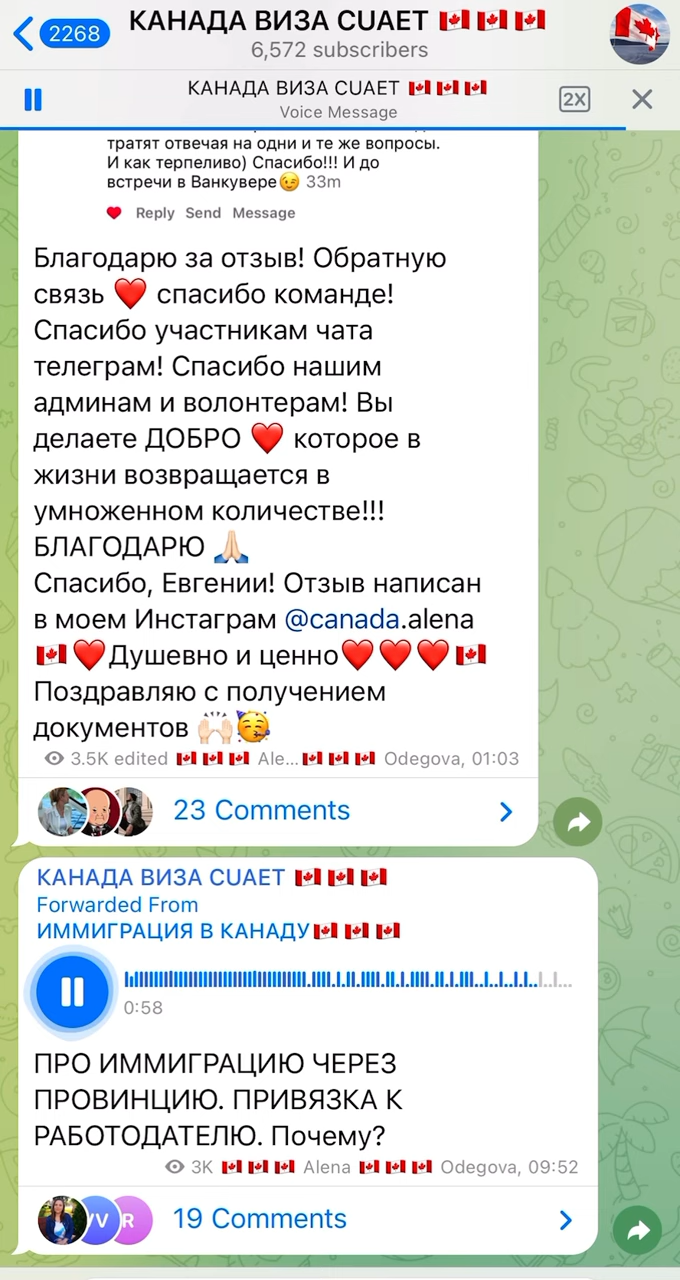 2268
КАНАДА ВИЗА CUAET 🇨🇦 🇨🇦 🇨🇦
6,572 subscribers
КАНАДА ВИЗА CUAET 🇨🇦 🇨🇦 🇨🇦
Voice Message
2X
тратят отвечая на одни и те же вопросы.
И как терпеливо) Спасибо!!! И до
встречи в Ванкувере😉 33m
Reply Send Message
Благодарю за отзыв! Обратную
связь ❤️ спасибо команде!
Спасибо участникам чата
телеграм! Спасибо нашим
админам и волонтерам! Вы
делаете ДОБРО ❤️ которое в
жизни возвращается в
умноженном количестве!!!
БЛАГОДАРЮ 🙏🏻
Спасибо, Евгении! Отзыв написан
в моем Инстаграм @canada.alena
🇨🇦❤️Душевно и ценно❤️❤️❤️🇨🇦
Поздравляю с получением
документов 🙌🏻🥳
3.5K edited 🇨🇦 🇨🇦 🇨🇦 Ale...🇨🇦 🇨🇦 🇨🇦 Odegova, 01:03
23 Comments
КАНАДА ВИЗА CUAET 🇨🇦 🇨🇦 🇨🇦
Forwarded From
ИММИГРАЦИЯ В КАНАДУ🇨🇦 🇨🇦 🇨🇦
0:58
ПРО ИММИГРАЦИЮ ЧЕРЕЗ
ПРОВИНЦИЮ. ПРИВЯЗКА К
РАБОТОДАТЕЛЮ. Почему?
3K 🇨🇦 🇨🇦 🇨🇦 Alena 🇨🇦 🇨🇦 🇨🇦 Odegova, 09:52
R
19 Comments